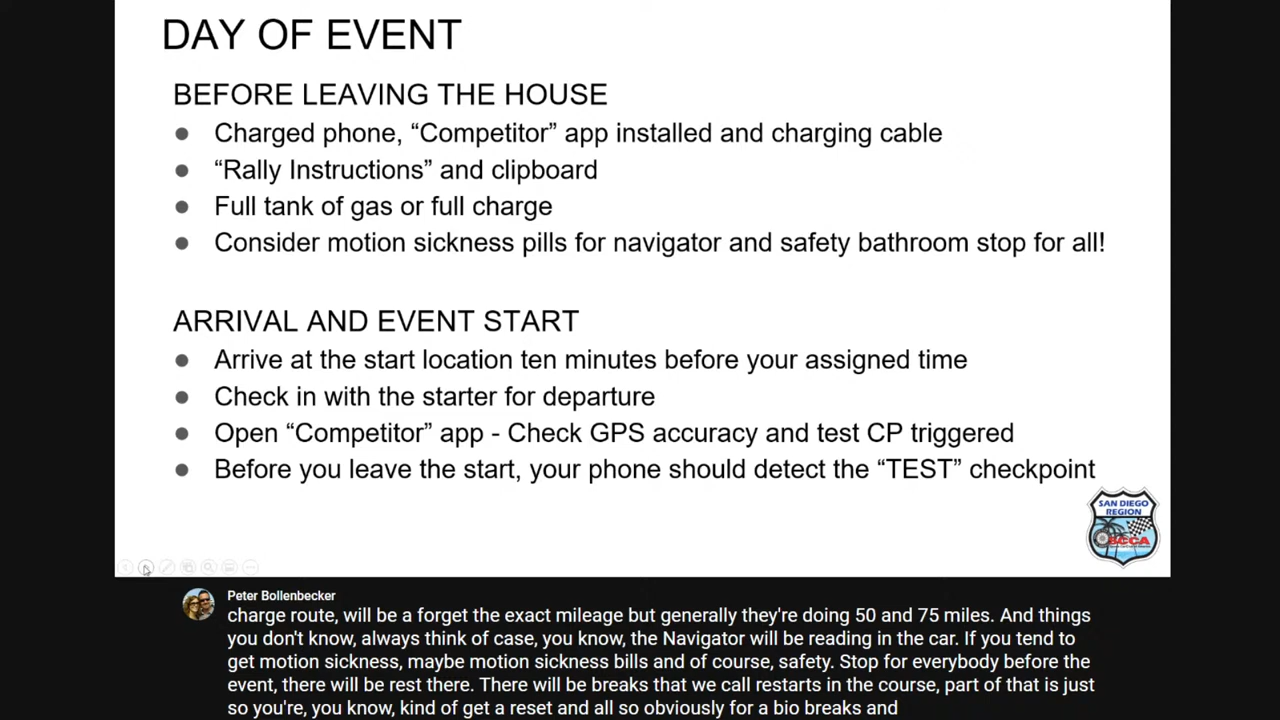 DAY OF EVENT
BEFORE LEAVING THE HOUSE
● Charged phone, “Competitor” app installed and charging cable
● “Rally Instructions” and clipboard
● Full tank of gas or full charge
● Consider motion sickness pills for navigator and safety bathroom stop for all!
ARRIVAL AND EVENT START
● Arrive at the start location ten minutes before your assigned time
● Check in with the starter for departure
● Open “Competitor” app - Check GPS accuracy and test CP triggered
● Before you leave the start, your phone should detect the “TEST” checkpoint
SAN DIEGO
REGION
SCCA
Peter Bollenbecker
charge route, will be a forget the exact mileage but generally they're doing 50 and 75 miles. And things
you don't know, always think of case, you know, the Navigator will be reading in the car. If you tend to
get motion sickness, maybe motion sickness bills and of course, safety. Stop for everybody before the
event, there will be rest there. There will be breaks that we call restarts in the course, part of that is just
so you're, you know, kind of get a reset and all so obviously for a bio breaks and